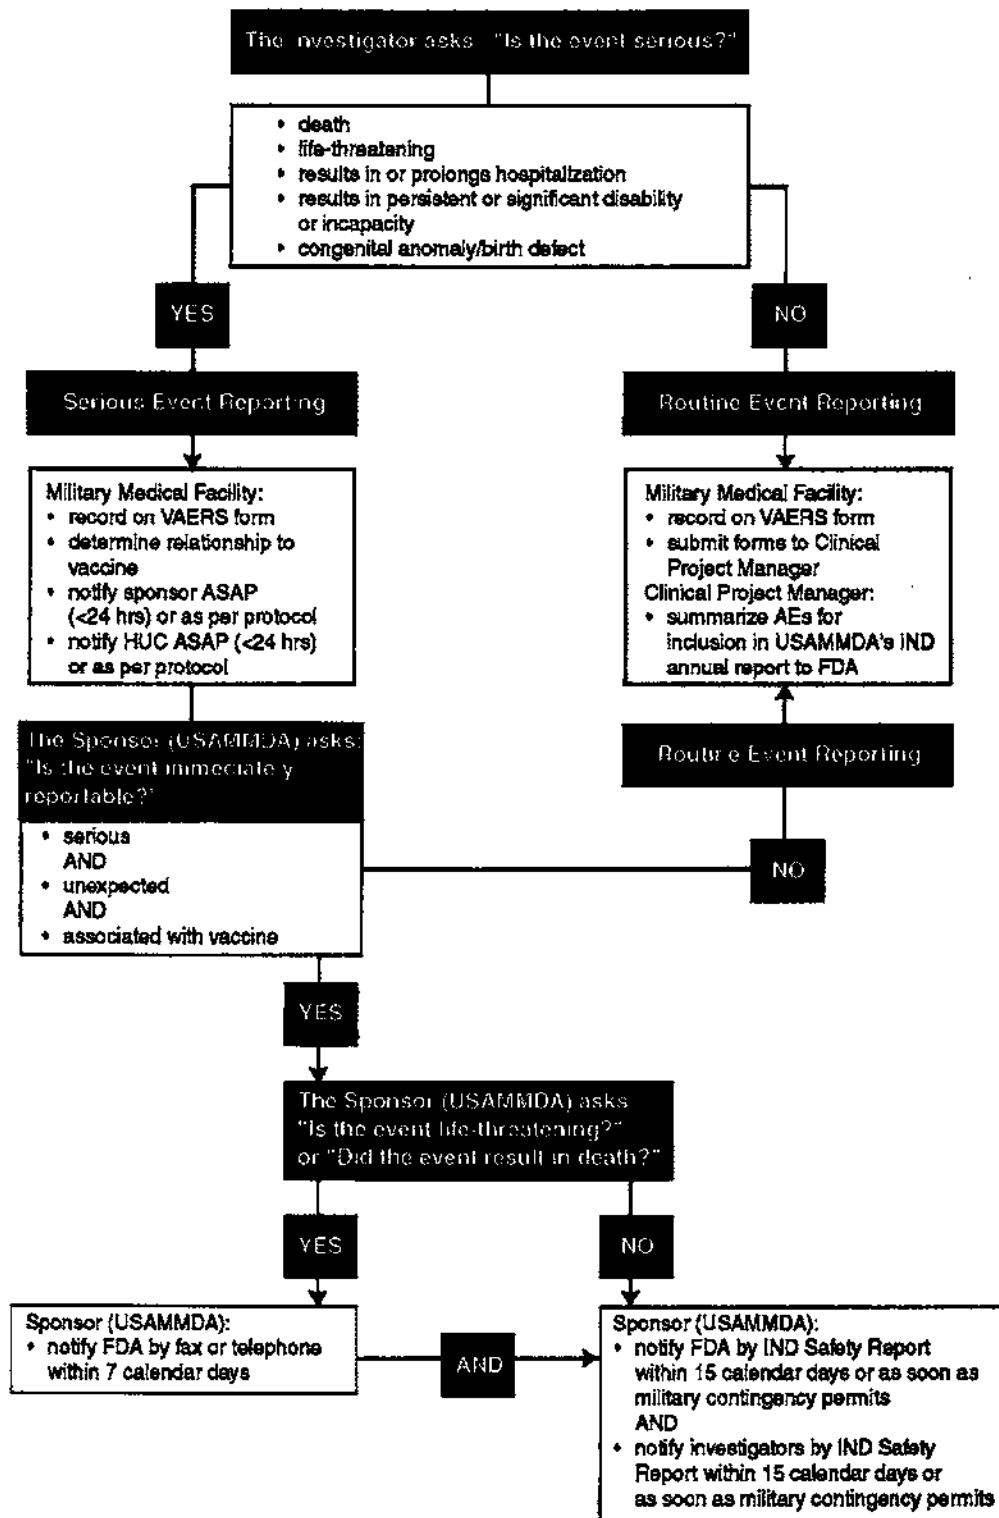 The Investigator asks "Is the event serious?"
• death
• life-threatening
• results in or prolongs hospitalization
• results in persistent or significant disability
or incapacity
• congenital anomaly/birth defect
YES
NO
Serious Event Reporting
Routine Event Reporting
Military Medical Facility:
• record on VAERS form
• determine relationship to
vaccine
• notify sponsor ASAP
(<24 hrs) or as per protocol
• notify HUC ASAP (<24 hrs)
or as per protocol
Military Medical Facility:
• record on VAERS form
• submit forms to Clinical
Project Manager
Clinical Project Manager:
• summarize AEs for
inclusion in USAMMDA's IND
annual report to FDA
The Sponsor (USAMMDA) asks:
"Is the event immediately
reportable?"
• serious
AND
• unexpected
AND
• associated with vaccine
Routine Event Reporting
NO
YES
The Sponsor (USAMMDA) asks
"Is the event life-threatening?"
or "Did the event result in death?"
YES
NO
Sponsor (USAMMDA):
• notify FDA by fax or telephone
within 7 calendar days
AND
Sponsor (USAMMDA):
• notify FDA by IND Safety Report
within 15 calendar days or as soon as
military contingency permits
AND
• notify investigators by IND Safety
Report within 15 calendar days or
as soon as military contingency permits